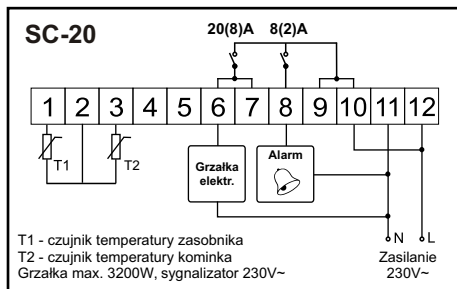 SC-20
20(8)A 8(2)A
1 2 3 4 5 6 7 8 9 10 11 12
T1 T2
Grzałka
elektr.
Alarm
T1 - czujnik temperatury zasobnika
T2 - czujnik temperatury kominka
Grzałka max. 3200W, sygnalizator 230V~
N L
Zasilanie
230V~